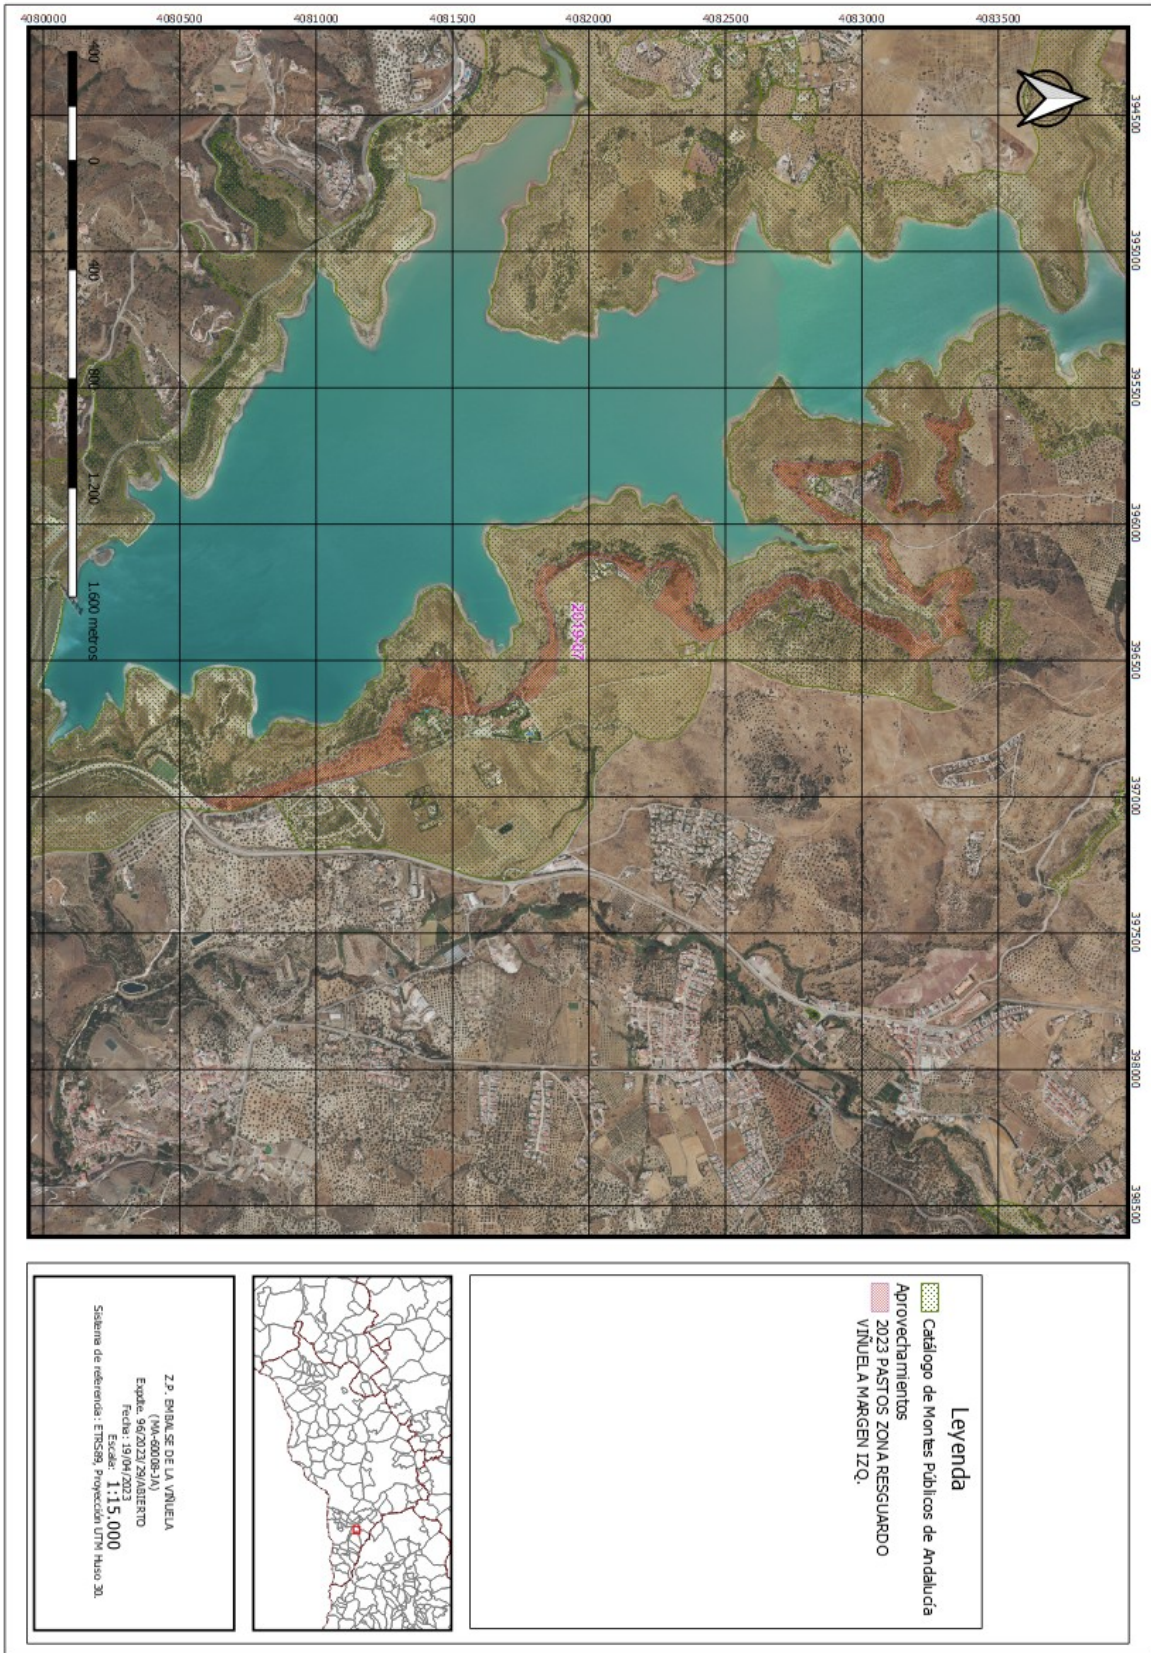 4080000 4080500 4081000 4081500 4082000 4082500 4083000 4083500
394500
395000
395500
396000
396500
397000
397500
398000
398500
400 0 400 800 1.200 1.600 metros
2019-07
Leyenda
Catálogo de Montes Públicos de Andalucía
Aprovechamientos
2023 PASTOS ZONA RESGUARDO
VIÑUELA MARGEN IZQ.
Z.P. EMBALSE DE LA VIÑUELA
(MA-60008-JA)
Expdte. 96/2023/29/ABIERTO
Fecha: 19/04/2023
Escala: 1:15.000
Sistema de referencia: ETRS89, Proyección UTM Huso 30.